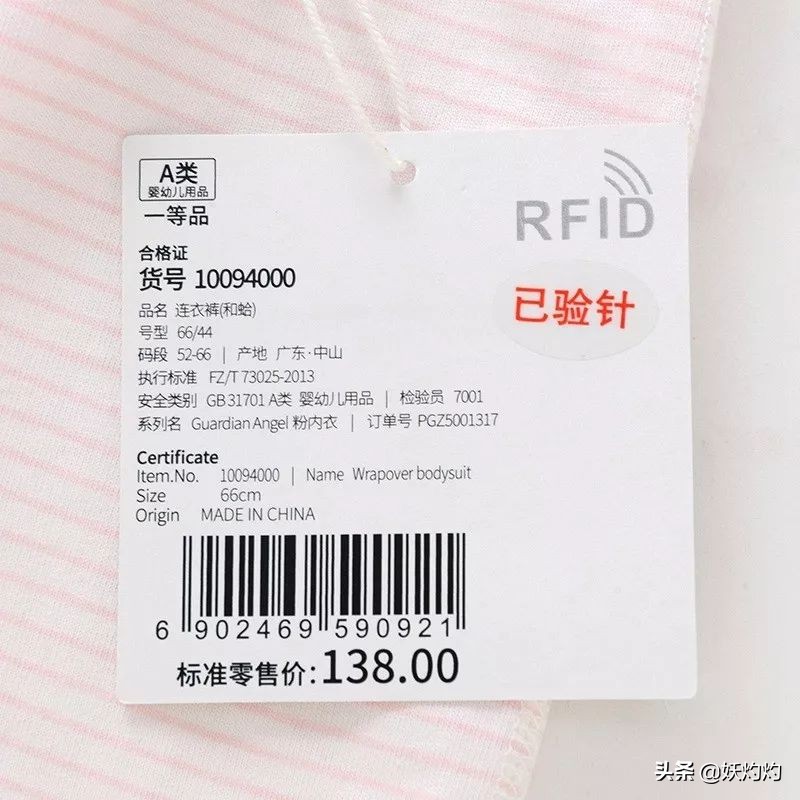 A类
婴幼儿用品
一等品
RFID
已验针
合格证
货号 10094000
品名 连衣裤(和蛤)
号型 66/44
码段 52-66 | 产地 广东·中山
执行标准 FZ/T 73025-2013
安全类别 GB 31701 A类 婴幼儿用品 | 检验员 7001
系列名 Guardian Angel 粉内衣 | 订单号 PGZ5001317
Certificate
Item.No. 10094000 | Name Wrapover bodysuit
Size 66cm
Origin MADE IN CHINA
6 902469 590921
标准零售价:138.00
头条 @妖灼灼